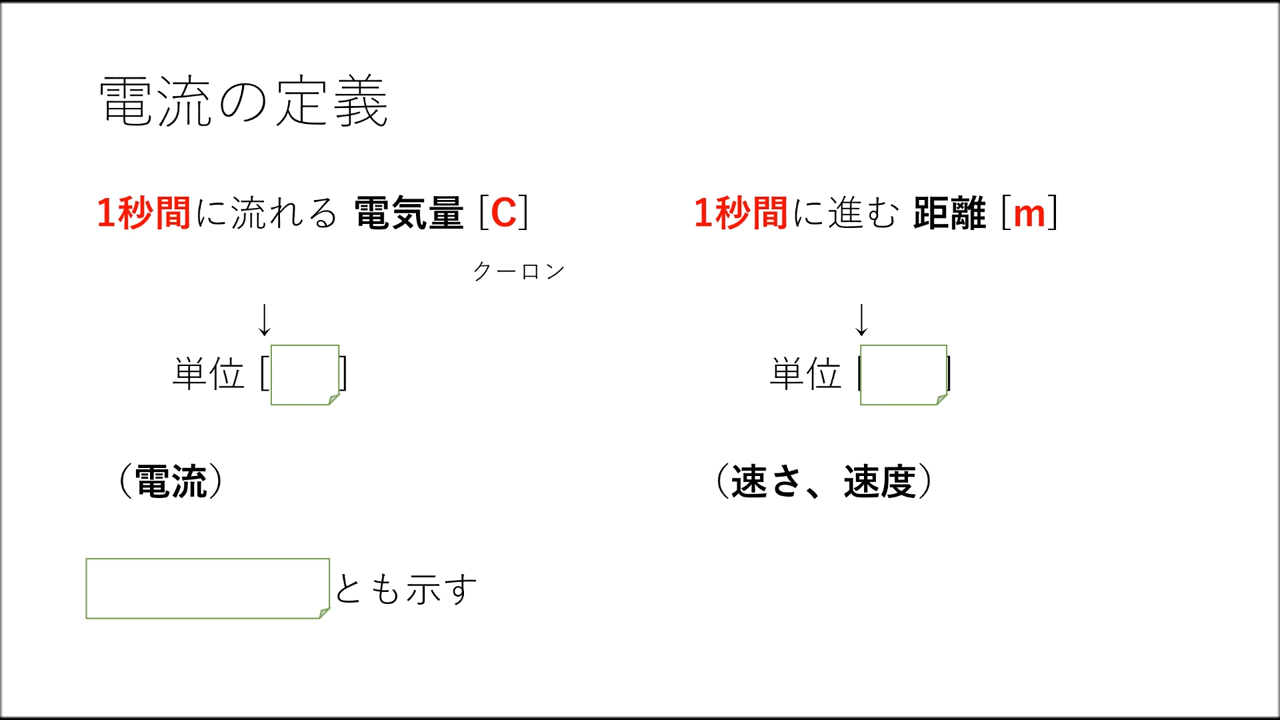 電流の定義
1秒間に流れる 電気量 [C]
クーロン
↓
単位 [ ]
（電流）
とも示す
1秒間に進む 距離 [m]
↓
単位 [ ]
（速さ、速度）